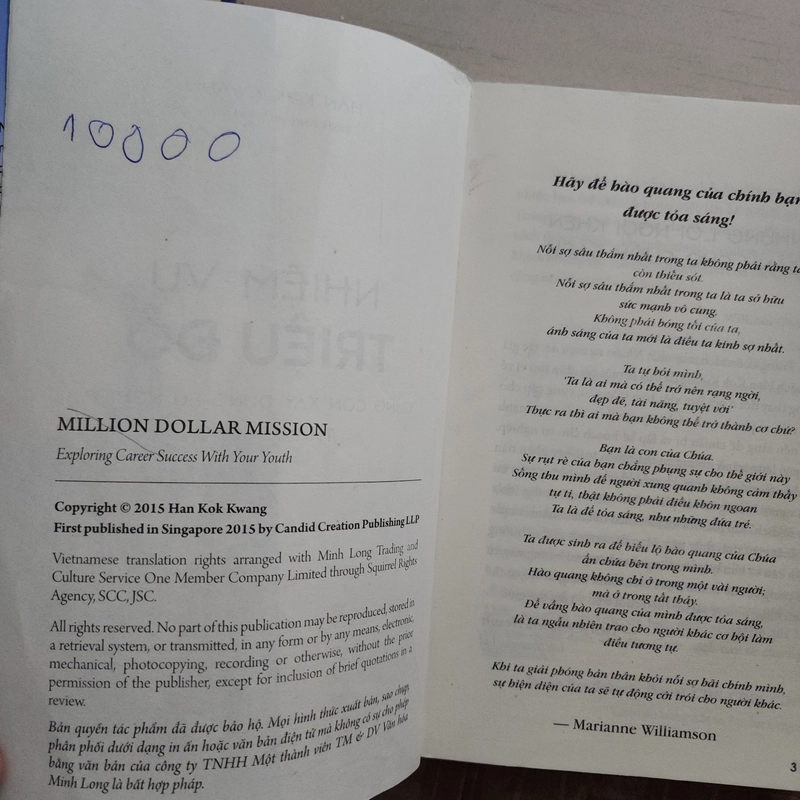 10000
MILLION DOLLAR MISSION
Exploring Career Success With Your Youth
Copyright © 2015 Han Kok Kwang
First published in Singapore 2015 by Candid Creation Publishing LLP
Vietnamese translation rights arranged with Minh Long Trading and
Culture Service One Member Company Limited through Squirrel Rights
Agency, SCC, JSC.
All rights reserved. No part of this publication may be reproduced, stored in
a retrieval system, or transmitted, in any form or by any means, electronic,
mechanical, photocopying, recording or otherwise, without the prior
permission of the publisher, except for inclusion of brief quotations in a
review.
Bản quyền tác phẩm đã được bảo hộ. Mọi hình thức xuất bản, sao chụp,
phân phối dưới dạng in ấn hoặc văn bản điện tử mà không có sự cho phép
bằng văn bản của công ty TNHH Một thành viên TM & DV Văn hóa
Minh Long là bất hợp pháp.
Hãy để hào quang của chính bạn
được tỏa sáng!
Nỗi sợ sâu thẳm nhất trong ta không phải rằng ta
còn thiếu sót.
Nỗi sợ sâu thẳm nhất trong ta là ta sở hữu
sức mạnh vô cùng.
Không phải bóng tối của ta,
ánh sáng của ta mới là điều ta kinh sợ nhất.
Ta tự hỏi mình,
'Ta là ai mà có thể trở nên rạng ngời,
đẹp đẽ, tài năng, tuyệt vời'
Thực ra thì ai mà bạn không thể trở thành cơ chứ?
Bạn là con của Chúa.
Sự rụt rè của bạn chẳng phụng sự cho thế giới này
Sống thu mình để người xung quanh không cảm thấy
tự ti, thật không phải điều khôn ngoan
Ta là để tỏa sáng, như những đứa trẻ.
Ta được sinh ra để biểu lộ hào quang của Chúa
ẩn chứa bên trong mình.
Hào quang không chỉ ở trong một vài người;
mà ở trong tất thảy.
Để vầng hào quang của mình được tỏa sáng,
là ta ngẫu nhiên trao cho người khác cơ hội làm
điều tương tự.
Khi ta giải phóng bản thân khỏi nỗi sợ hãi chính mình,
sự hiện diện của ta sẽ tự động cởi trói cho người khác.
— Marianne Williamson
3